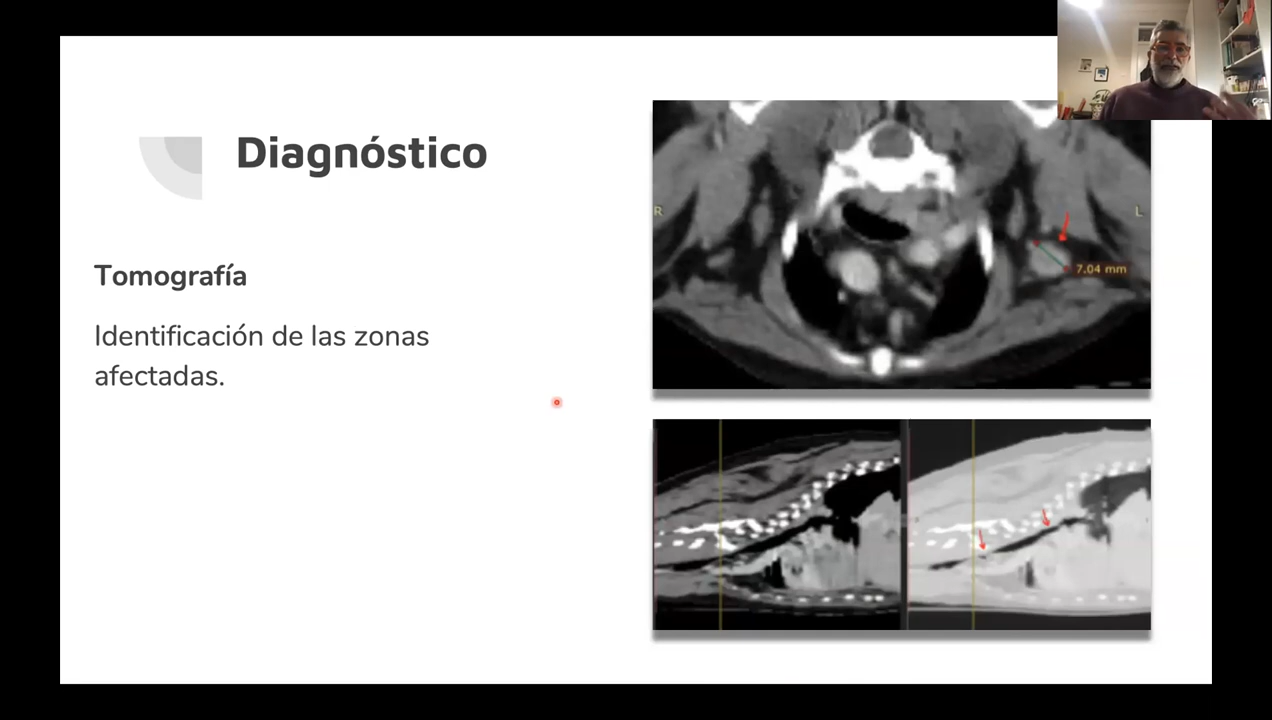 Diagnóstico
Tomografía
Identificación de las zonas
afectadas.
R
L
7.04 mm